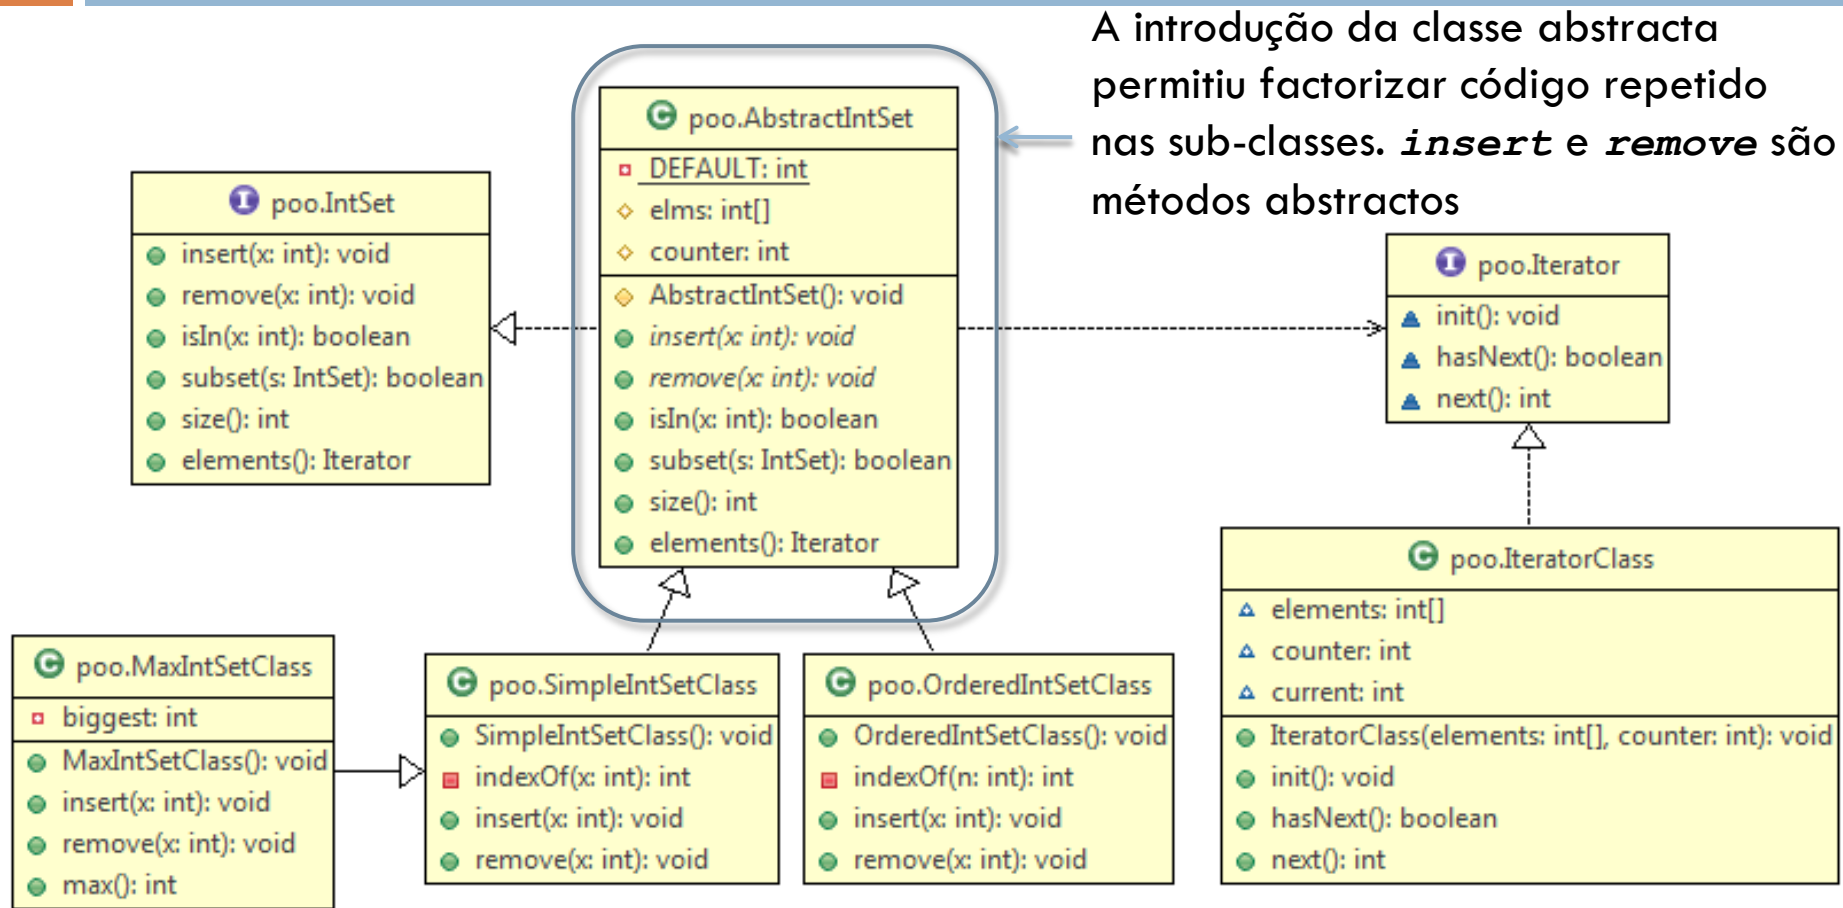 A introdução da classe abstracta
permitiu factorizar código repetido
nas sub-classes. insert e remove são
métodos abstractos
C poo.AbstractIntSet
DEFAULT: int
elms: int[]
counter: int
AbstractIntSet(): void
insert(x: int): void
remove(x: int): void
isIn(x: int): boolean
subset(s: IntSet): boolean
size(): int
elements(): Iterator
I poo.IntSet
insert(x: int): void
remove(x: int): void
isIn(x: int): boolean
subset(s: IntSet): boolean
size(): int
elements(): Iterator
I poo.Iterator
init(): void
hasNext(): boolean
next(): int
C poo.MaxIntSetClass
biggest: int
MaxIntSetClass(): void
insert(x: int): void
remove(x: int): void
max(): int
C poo.SimpleIntSetClass
SimpleIntSetClass(): void
indexOf(x: int): int
insert(x: int): void
remove(x: int): void
C poo.OrderedIntSetClass
OrderedIntSetClass(): void
indexOf(n: int): int
insert(x: int): void
remove(x: int): void
C poo.IteratorClass
elements: int[]
counter: int
current: int
IteratorClass(elements: int[], counter: int): void
init(): void
hasNext(): boolean
next(): int